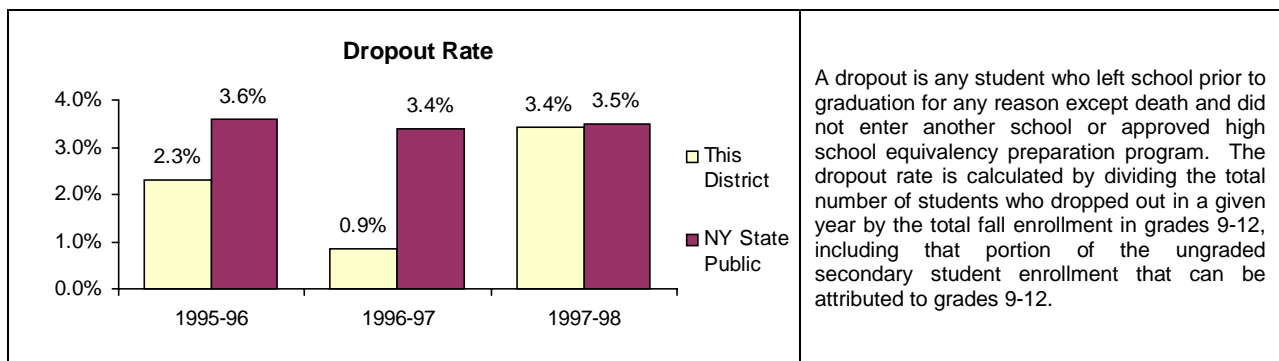 Dropout Rate
4.0%
3.0%
2.0%
1.0%
0.0%
2.3%
3.6%
0.9%
3.4%
3.4%
3.5%
1995-96
1996-97
1997-98
This
District
NY State
Public
A dropout is any student who left school prior to
graduation for any reason except death and did
not enter another school or approved high
school equivalency preparation program. The
dropout rate is calculated by dividing the total
number of students who dropped out in a given
year by the total fall enrollment in grades 9-12,
including that portion of the ungraded
secondary student enrollment that can be
attributed to grades 9-12.